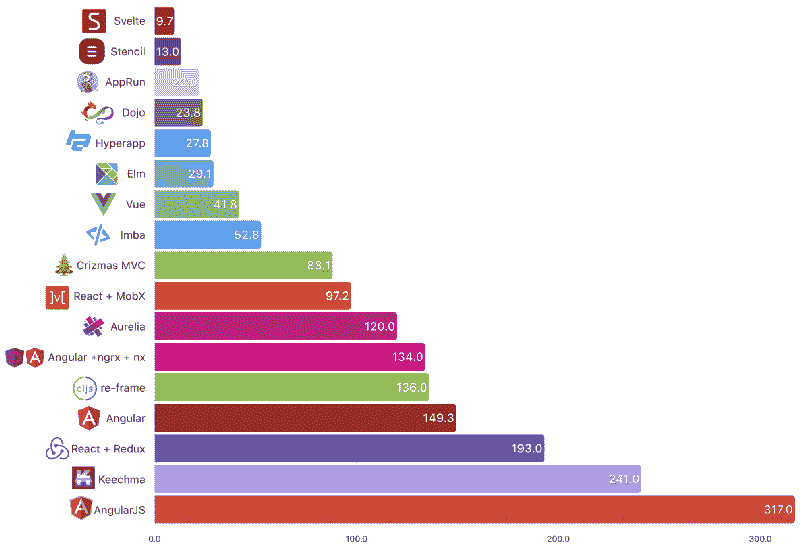 Svelte 9.7
Stencil 13.0
AppRun
Dojo 23.8
Hyperapp 27.8
Elm 29.1
Vue 41.8
Imba 52.8
Crizmas MVC 88.1
M React + MobX 97.2
Aurelia 120.0
A Angular +ngrx + nx 134.0
cljs re-frame 136.0
A Angular 149.3
React + Redux 193.0
Keechma 241.0
A AngularJS 317.0
0.0 100.0 200.0 300.0